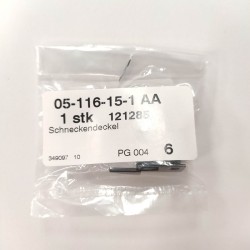 05-116-15-1 AA
1 stk 121285
Schneckendeckel
349097 10 PG 004 6